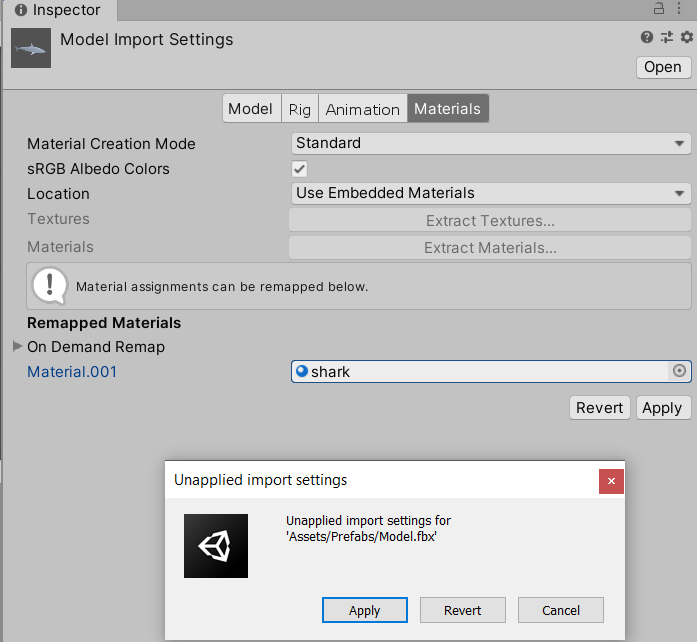 Inspector
Model Import Settings
Open
Model Rig Animation Materials
Material Creation Mode Standard
sRGB Albedo Colors
Location Use Embedded Materials
Textures Extract Textures...
Materials Extract Materials...
Material assignments can be remapped below.
Remapped Materials
On Demand Remap
Material.001 shark
Revert Apply
Unapplied import settings
Unapplied import settings for
'Assets/Prefabs/Model.fbx'
Apply Revert Cancel